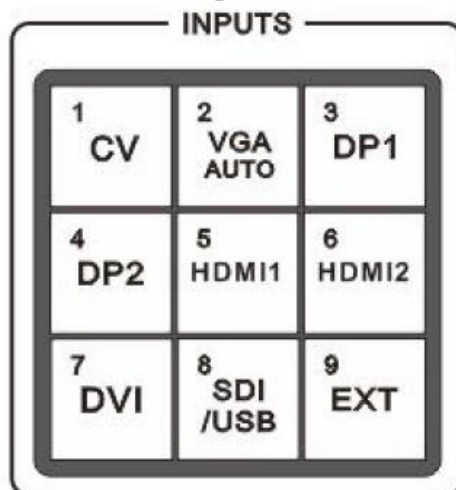 INPUTS
1 2 3
CV VGA DP1
AUTO
4 5 6
DP2 HDMI1 HDMI2
7 8 9
DVI SDI EXT
/USB